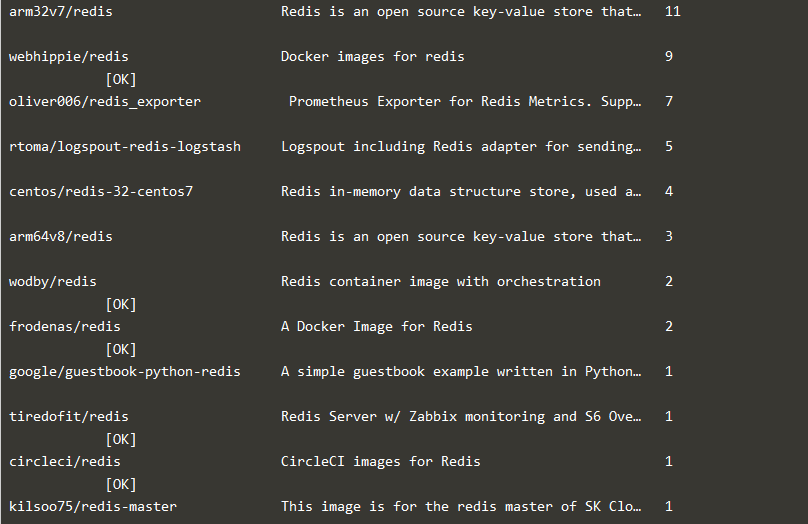 arm32v7/redis Redis is an open source key-value store that… 11
webhippie/redis Docker images for redis 9
[OK]
oliver006/redis_exporter Prometheus Exporter for Redis Metrics. Supp… 7
rtoma/logspout-redis-logstash Logspout including Redis adapter for sending… 5
centos/redis-32-centos7 Redis in-memory data structure store, used a… 4
arm64v8/redis Redis is an open source key-value store that… 3
wodby/redis Redis container image with orchestration 2
[OK]
frodenas/redis A Docker Image for Redis 2
[OK]
google/guestbook-python-redis A simple guestbook example written in Python… 1
tiredofit/redis Redis Server w/ Zabbix monitoring and S6 Ove… 1
[OK]
circleci/redis CircleCI images for Redis 1
[OK]
kilsoo75/redis-master This image is for the redis master of SK Clo… 1